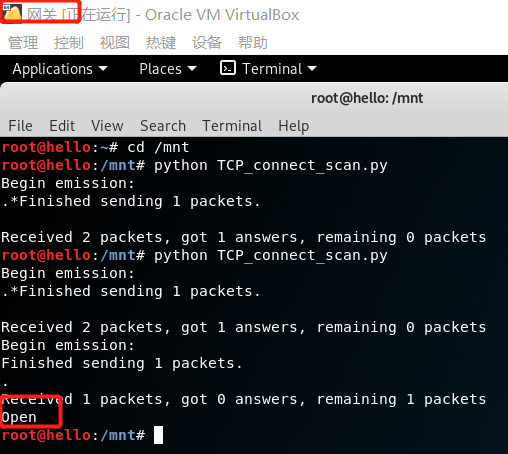 网关 [正在运行] - Oracle VM VirtualBox
管理 控制 视图 热键 设备 帮助
Applications Places Terminal
root@hello: /mnt
File Edit View Search Terminal Help
root@hello:~# cd /mnt
root@hello:/mnt# python TCP_connect_scan.py
Begin emission:
.*Finished sending 1 packets.
Received 2 packets, got 1 answers, remaining 0 packets
root@hello:/mnt# python TCP_connect_scan.py
Begin emission:
.*Finished sending 1 packets.
Received 2 packets, got 1 answers, remaining 0 packets
Begin emission:
Finished sending 1 packets.
.
Received 1 packets, got 0 answers, remaining 1 packets
Open
root@hello:/mnt#